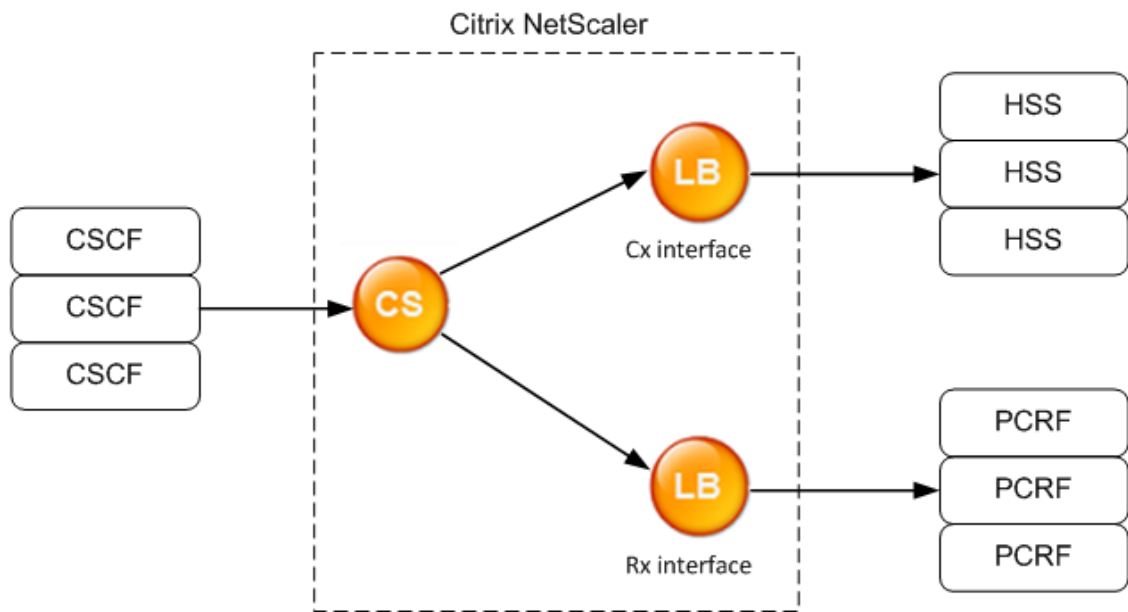 Citrix NetScaler
CSCF
CSCF
CSCF
CS
LB
Cx interface
LB
Rx interface
HSS
HSS
HSS
PCRF
PCRF
PCRF